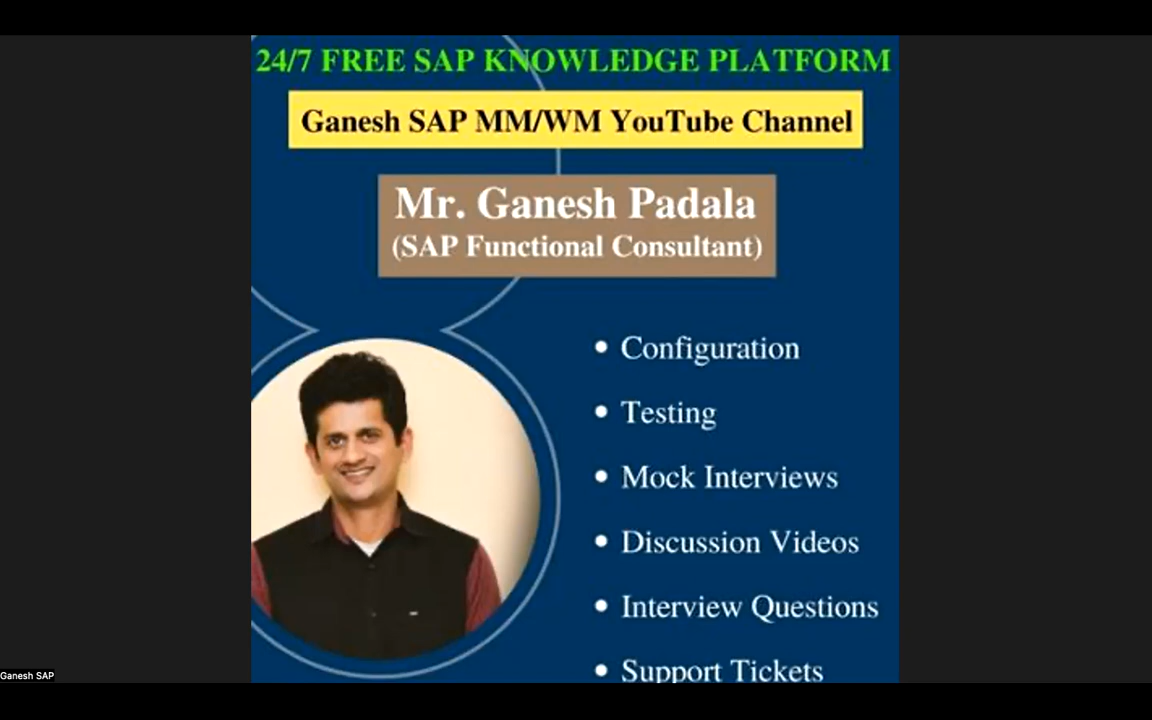 24/7 FREE SAP KNOWLEDGE PLATFORM
Ganesh SAP MM/WM YouTube Channel
Mr. Ganesh Padala
(SAP Functional Consultant)
• Configuration
• Testing
• Mock Interviews
• Discussion Videos
• Interview Questions
• Support Tickets
Ganesh SAP